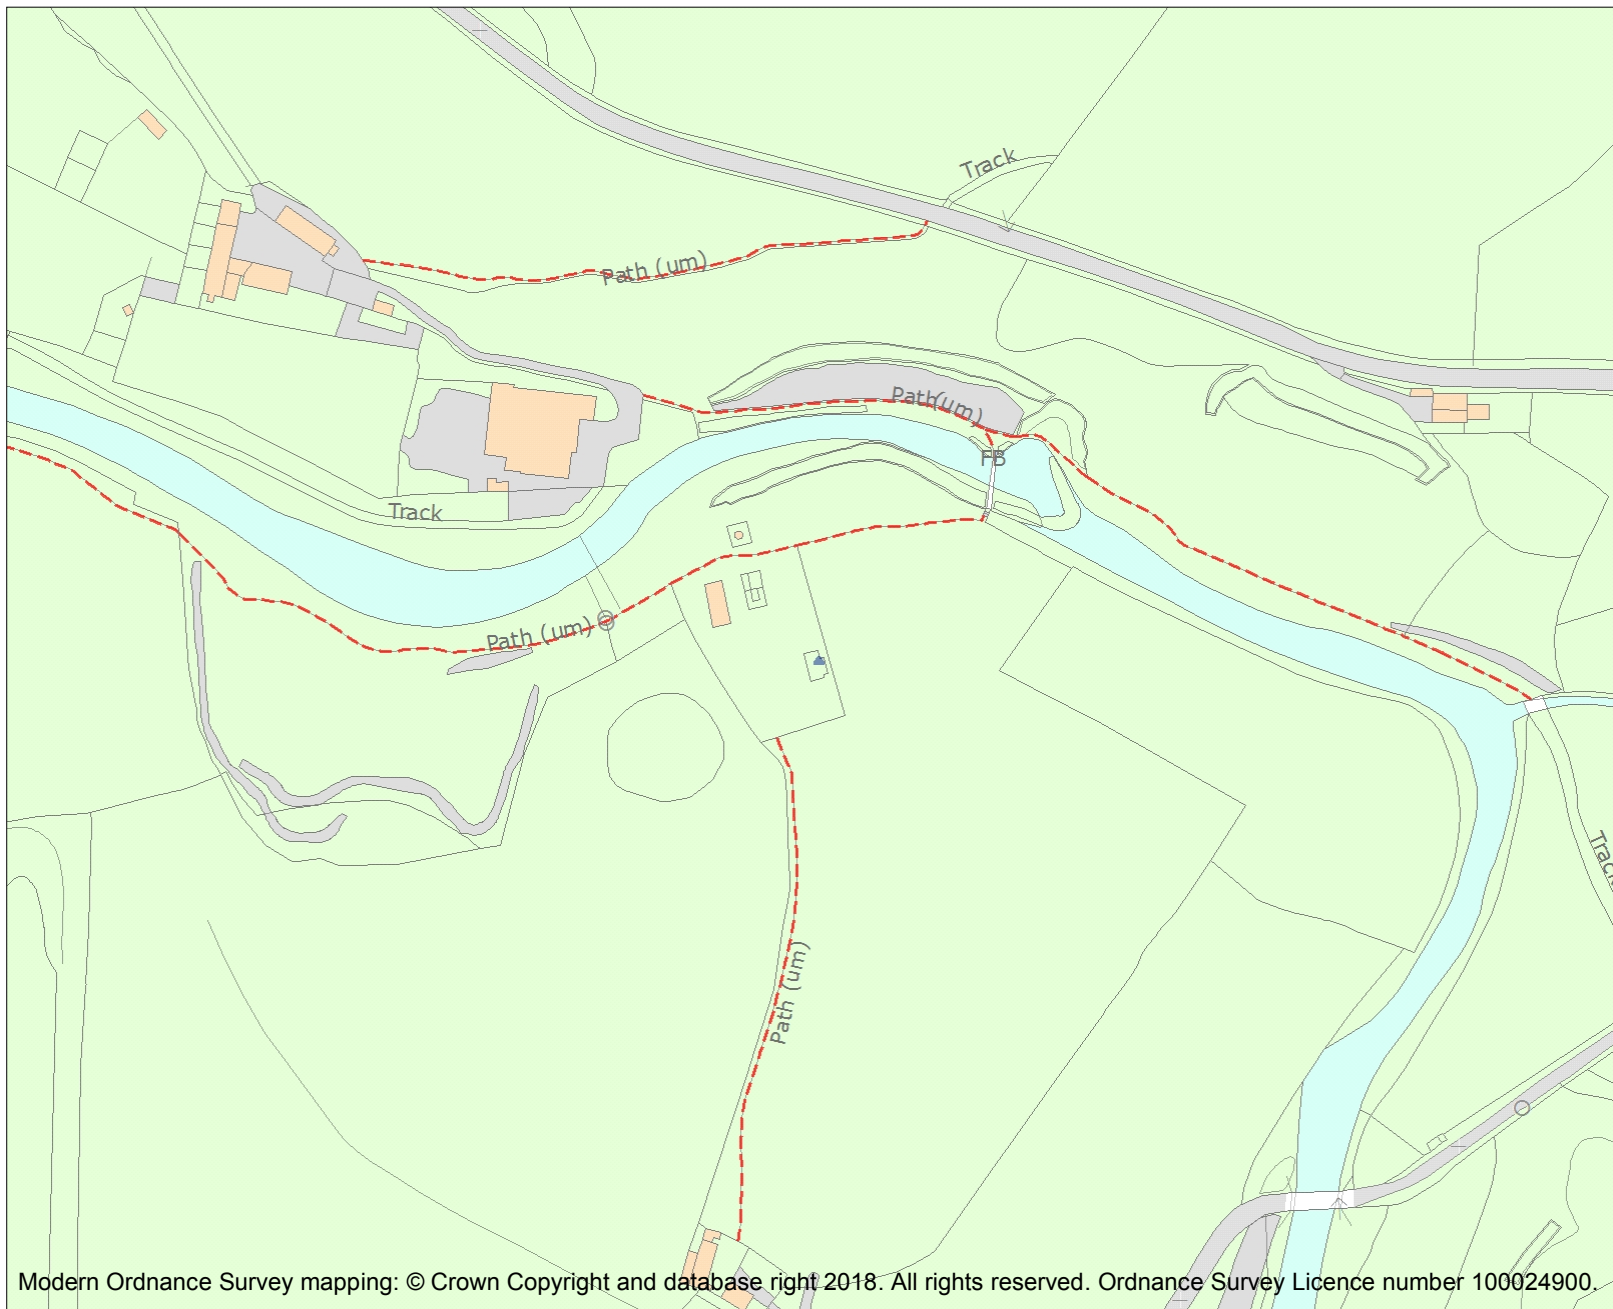 Track
Path (um)
Path(um)
FB
Track
Path (um)
Track
Path (um)
Modern Ordnance Survey mapping: © Crown Copyright and database right 2018. All rights reserved. Ordnance Survey Licence number 100024900.